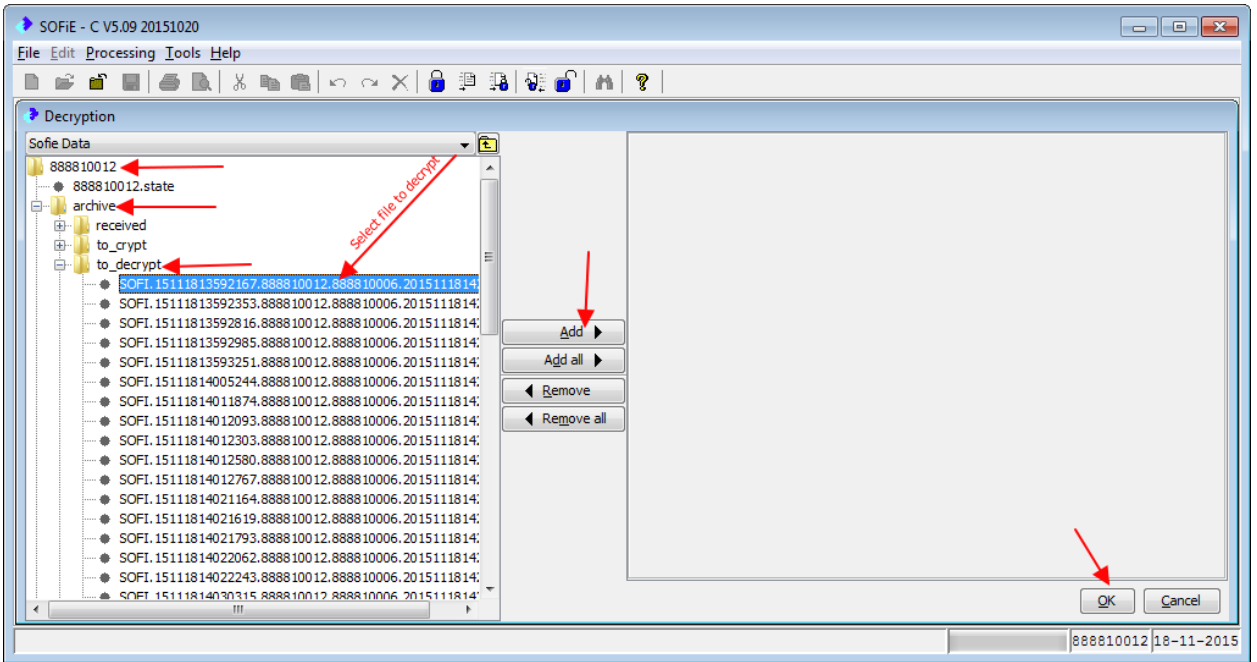 SOFiE - C V5.09 20151020
File Edit Processing Tools Help
Decryption
Sofie Data
888810012
888810012.state
archive
received
to_crypt
to_decrypt
Select file to decrypt
SOFI.15111813592167.888810012.888810006.2015111814
SOFI.15111813592353.888810012.888810006.2015111814
SOFI.15111813592816.888810012.888810006.2015111814
SOFI.15111813592985.888810012.888810006.2015111814
SOFI.15111813593251.888810012.888810006.2015111814
SOFI.15111814005244.888810012.888810006.2015111814
SOFI.15111814011874.888810012.888810006.2015111814
SOFI.15111814012093.888810012.888810006.2015111814
SOFI.15111814012303.888810012.888810006.2015111814
SOFI.15111814012580.888810012.888810006.2015111814
SOFI.15111814012767.888810012.888810006.2015111814
SOFI.15111814021164.888810012.888810006.2015111814
SOFI.15111814021619.888810012.888810006.2015111814
SOFI.15111814021793.888810012.888810006.2015111814
SOFI.15111814022062.888810012.888810006.2015111814
SOFI.15111814022243.888810012.888810006.2015111814
SOFI.15111814030315.888810012.888810006.2015111814
Add
Add all
Remove
Remove all
OK Cancel
888810012 18-11-2015